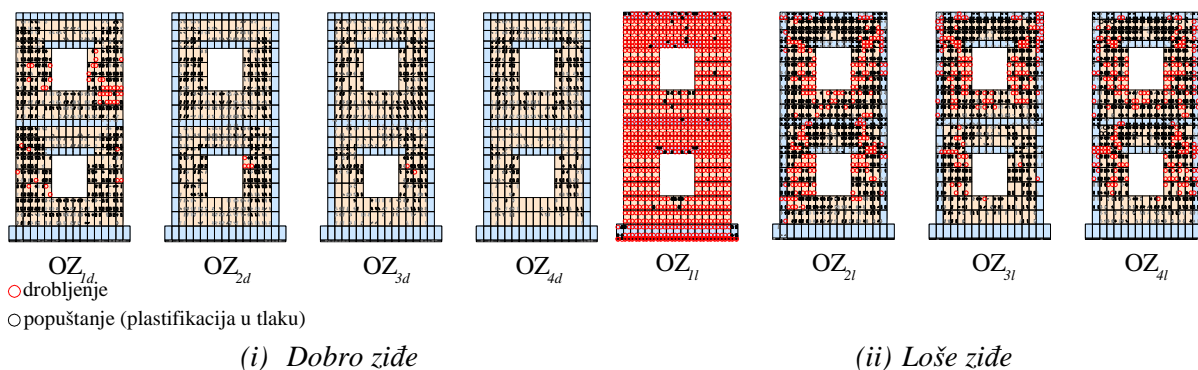 OZ1d OZ2d OZ3d OZ4d OZ1l OZ2l OZ3l OZ4l
drobljenje
popuštanje (plastifikacija u tlaku)
(i) Dobro ziđe (ii) Loše ziđe